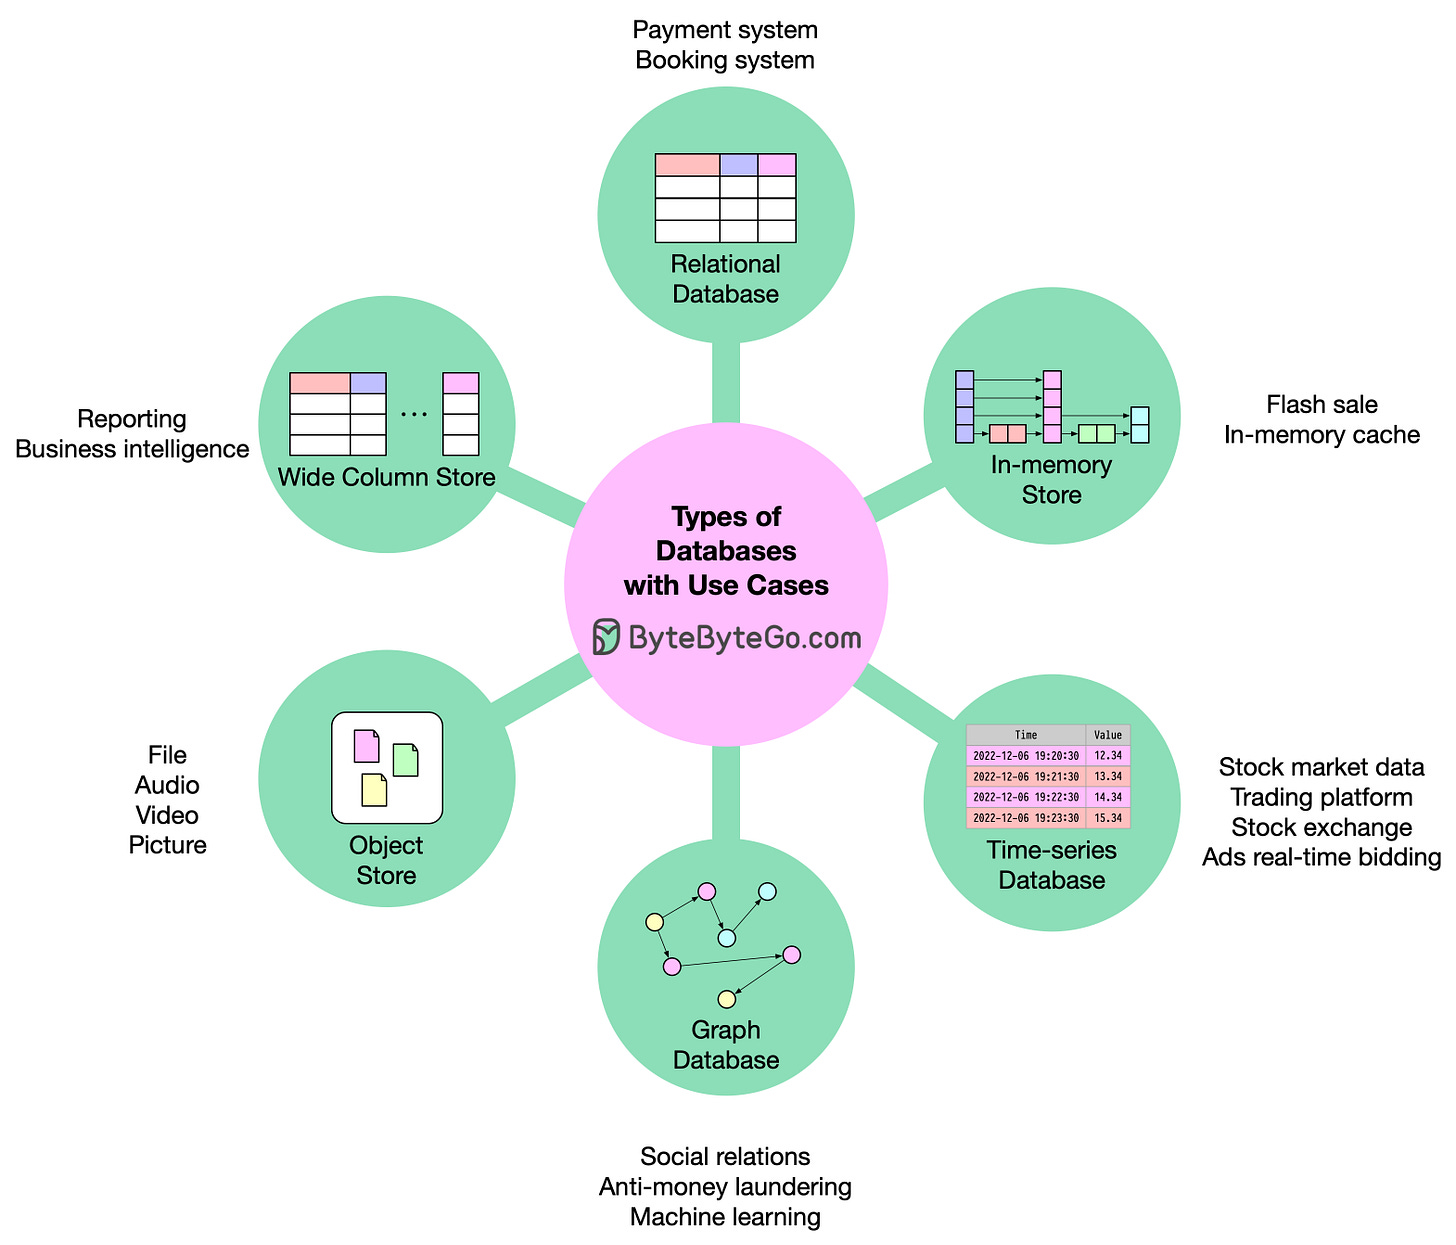 Payment system
Booking system
Relational
Database
Reporting
Business intelligence
Wide Column Store
In-memory
Store
Flash sale
In-memory cache
Types of
Databases
with Use Cases
ByteByteGo.com
File
Audio
Video
Picture
Object
Store
Time Value
2022-12-06 19:20:30 12.34
2022-12-06 19:21:30 13.34
2022-12-06 19:22:30 14.34
2022-12-06 19:23:30 15.34
Time-series
Database
Stock market data
Trading platform
Stock exchange
Ads real-time bidding
Graph
Database
Social relations
Anti-money laundering
Machine learning